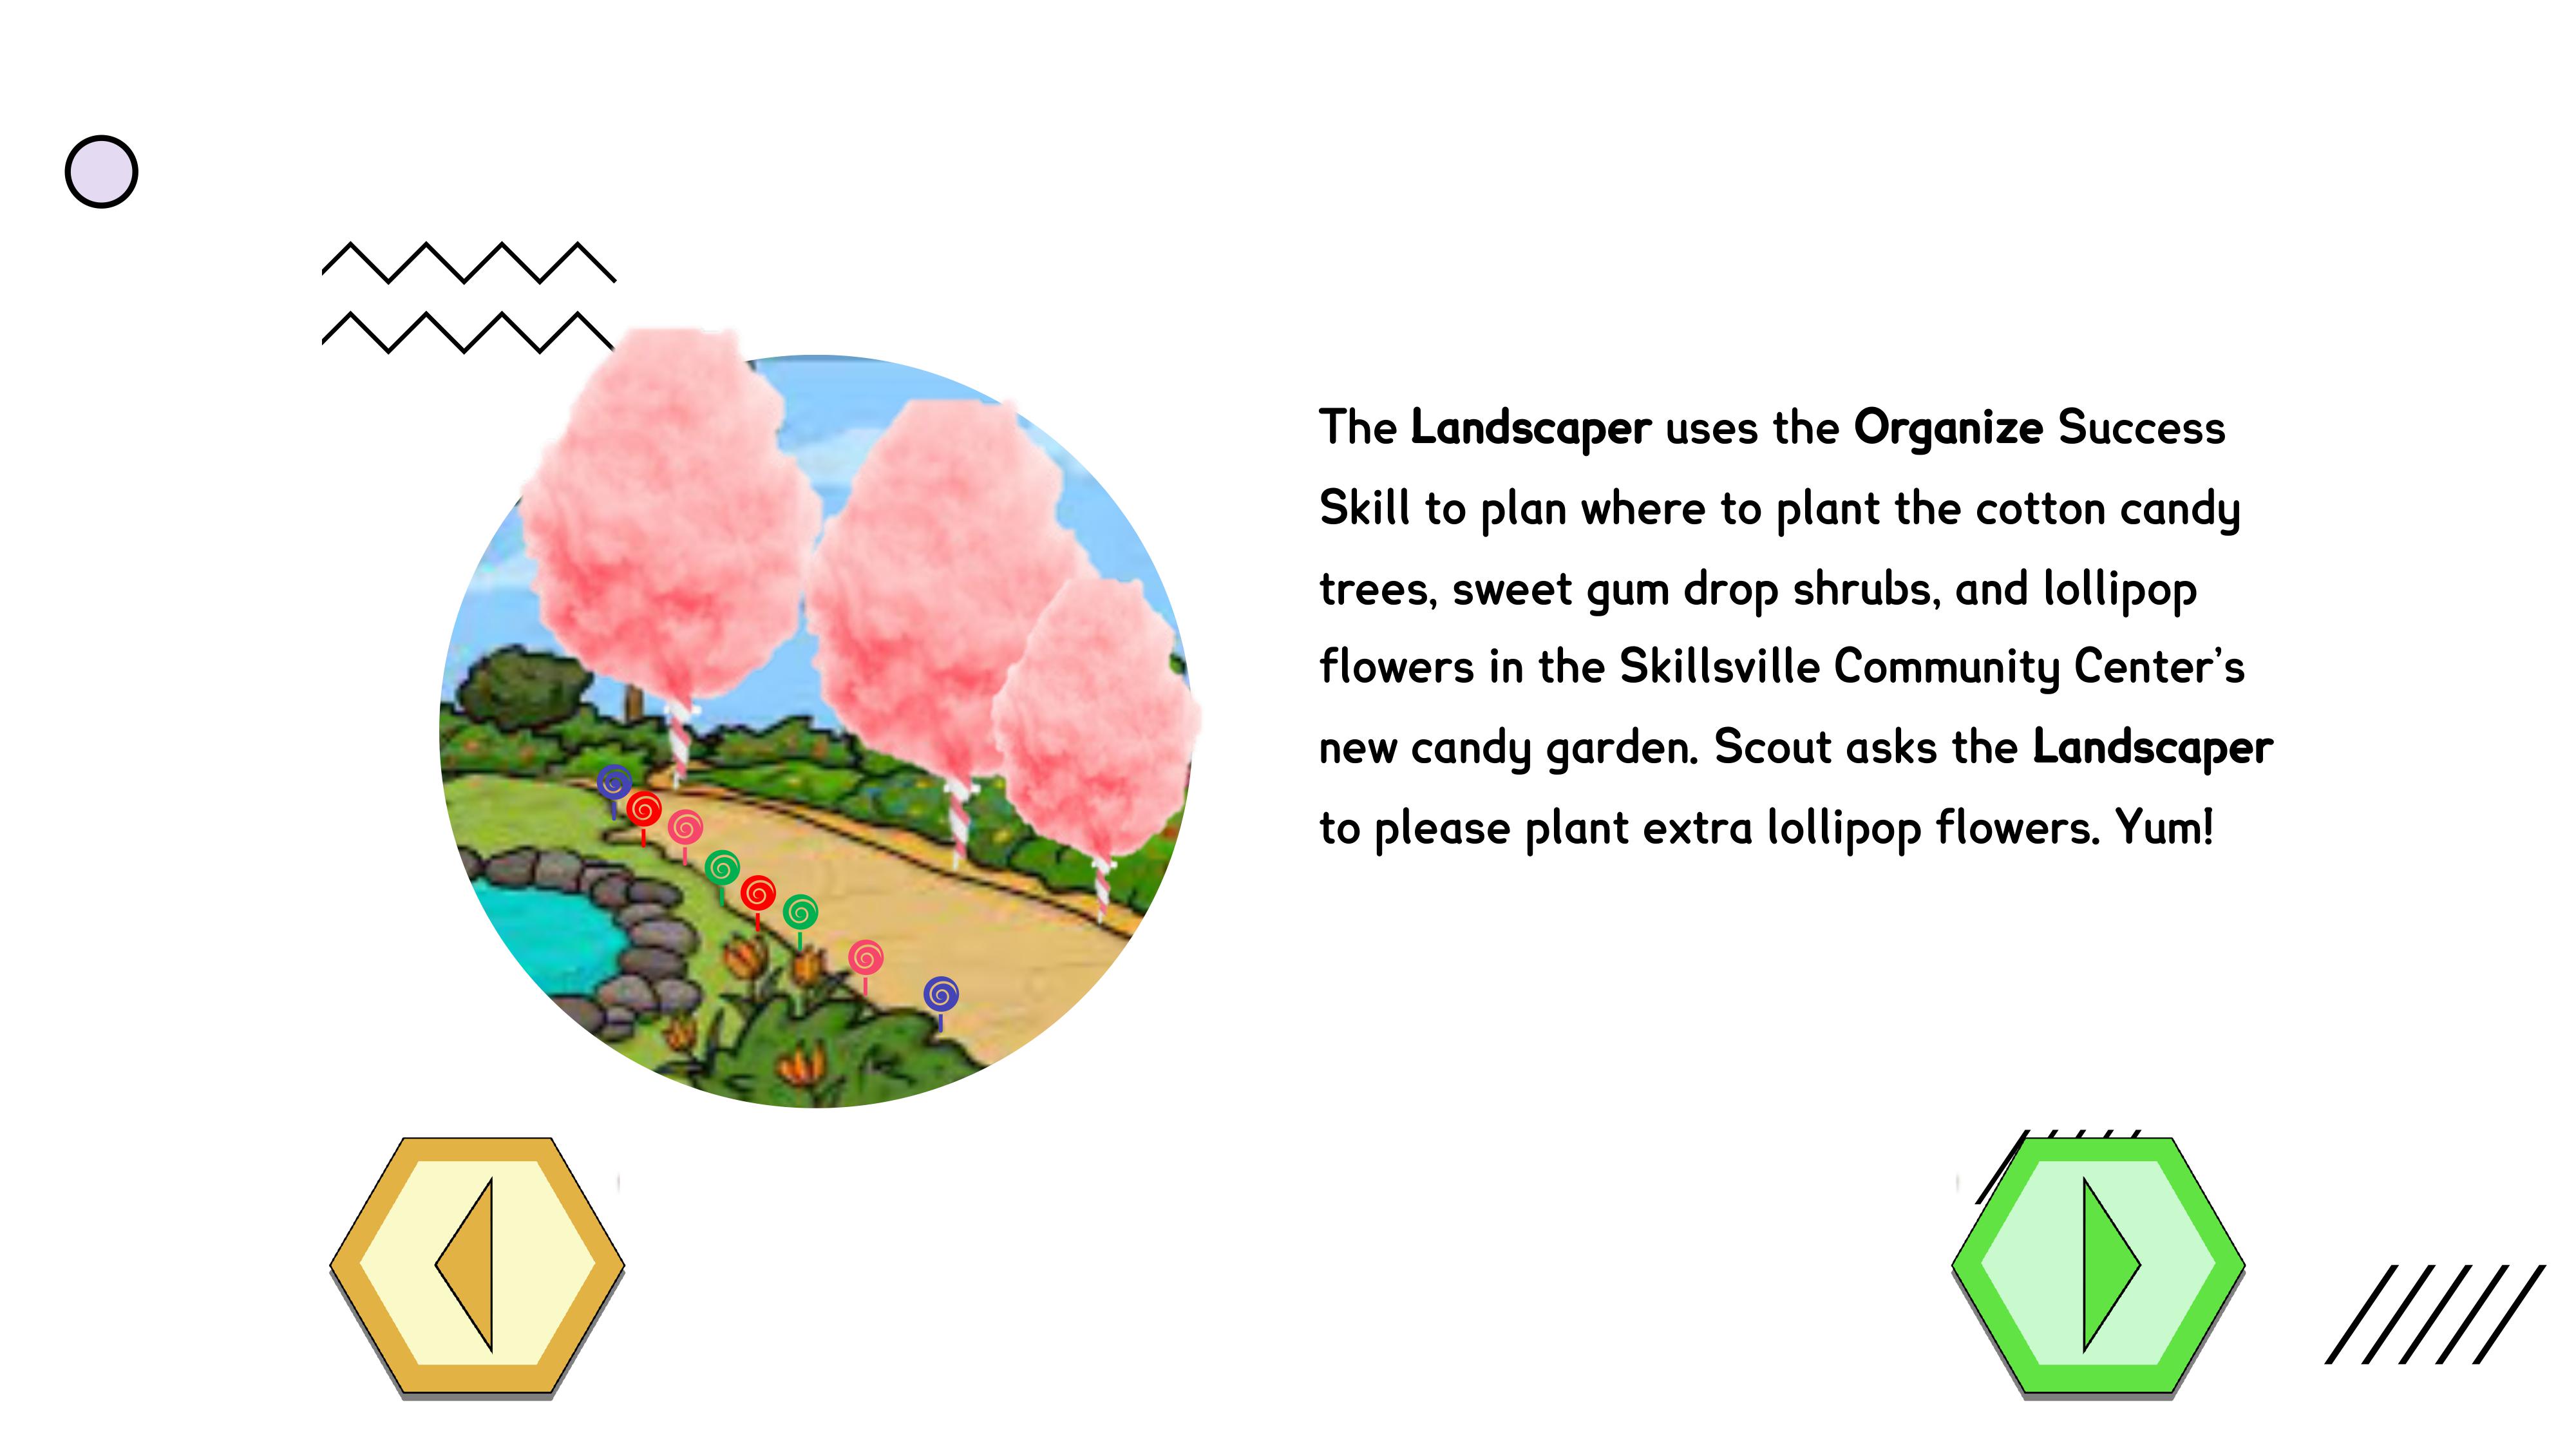 The Landscaper uses the Organize Success
Skill to plan where to plant the cotton candy
trees, sweet gum drop shrubs, and lollipop
flowers in the Skillsville Community Center’s
new candy garden. Scout asks the Landscaper
to please plant extra lollipop flowers. Yum!